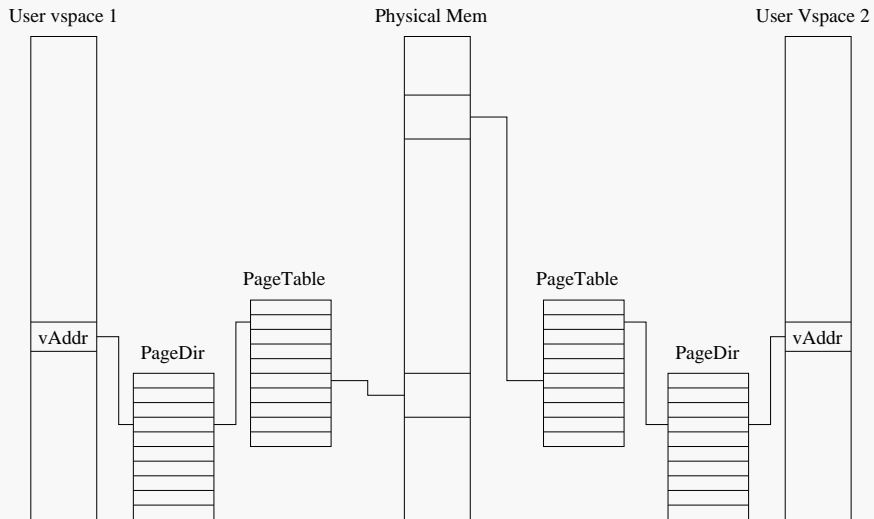 User vspace 1
Physical Mem
User Vspace 2
PageTable
PageTable
vAddr
vAddr
PageDir
PageDir